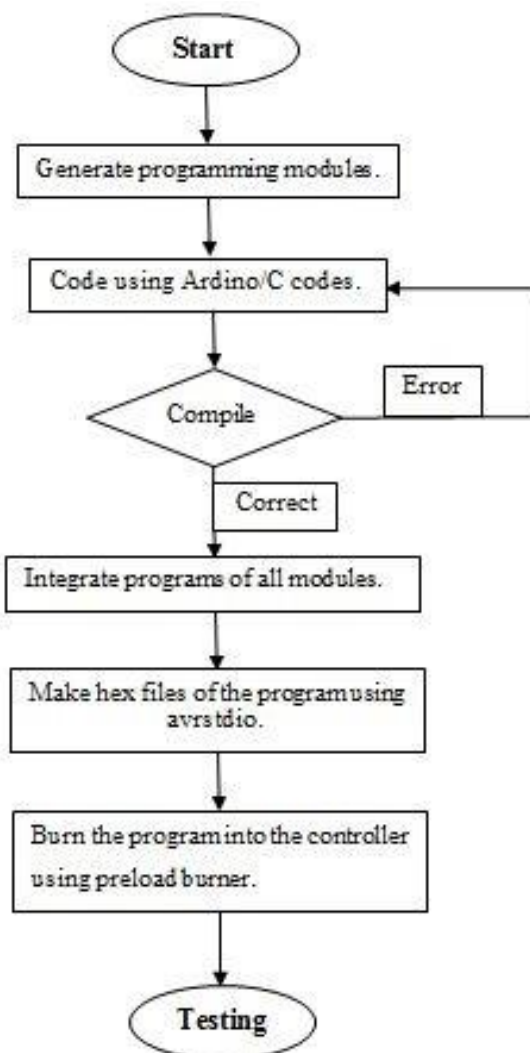 Start
Generate programming modules.
Code using Ardino/C codes.
Compile
Error
Correct
Integrate programs of all modules.
Make hex files of the program using
avrstdio.
Burn the program into the controller
using preload burner.
Testing